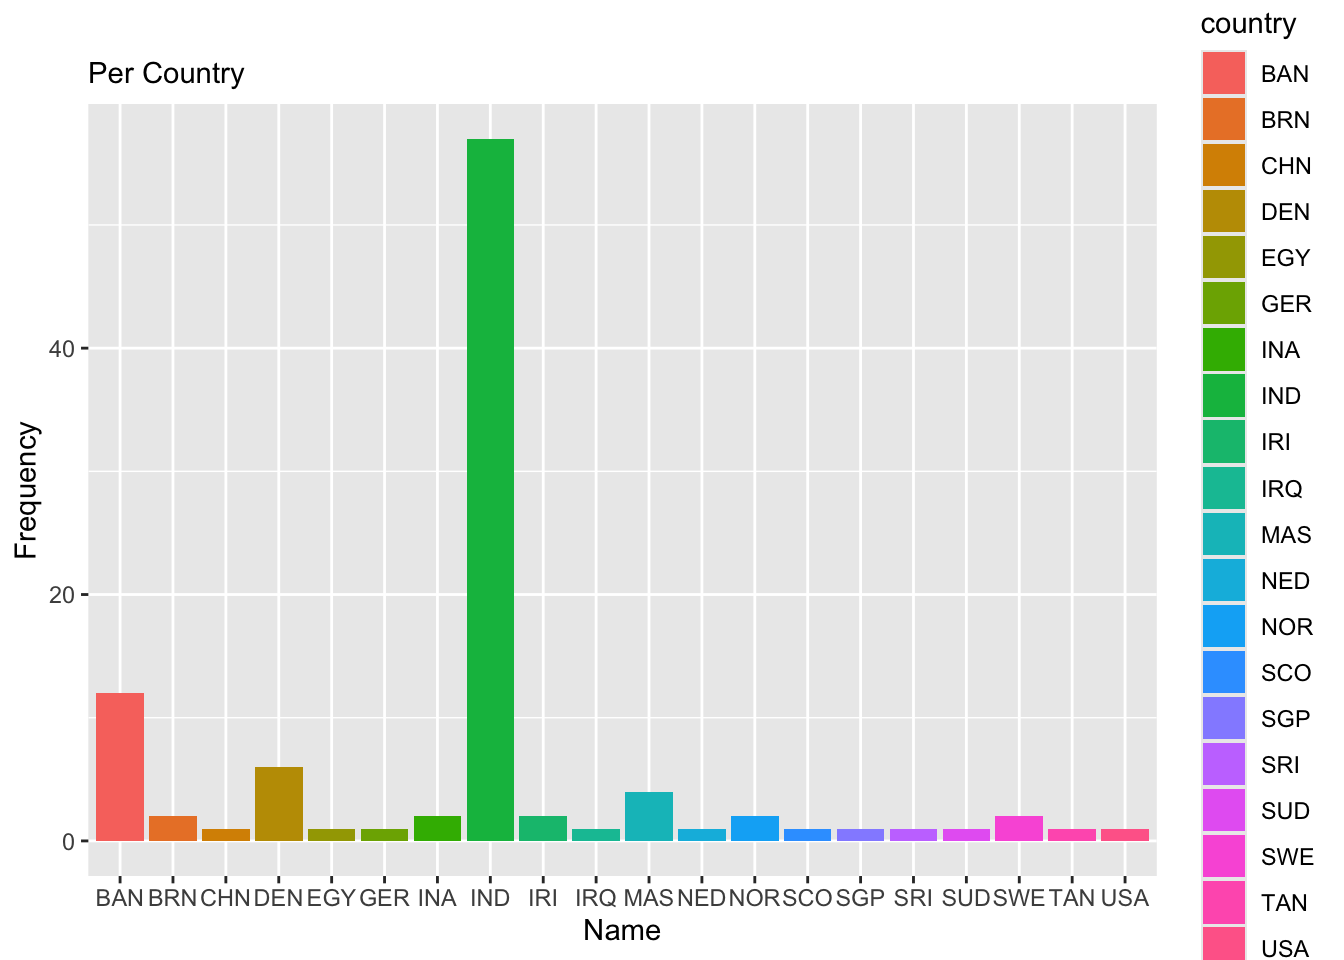 Per Country
Frequency
40
20
0
BAN BRN CHN DEN EGY GER INA IND IRI IRQ MAS NED NOR SCO SGP SRI SUD SWE TAN USA
Name
country
BAN
BRN
CHN
DEN
EGY
GER
INA
IND
IRI
IRQ
MAS
NED
NOR
SCO
SGP
SRI
SUD
SWE
TAN
USA